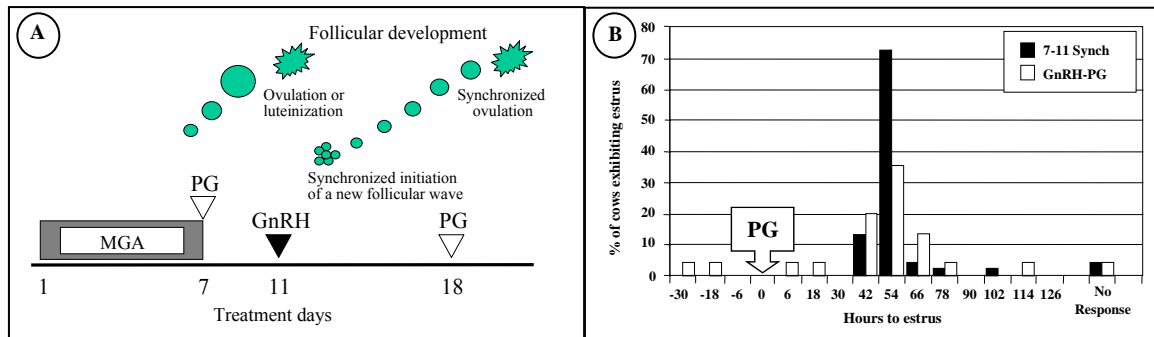 A
Follicular development
Ovulation or
luteinization
Synchronized
ovulation
Synchronized initiation
of a new follicular wave
PG
GnRH
PG
MGA
1 7 11 18
Treatment days
B
% of cows exhibiting estrus
80
70
60
50
40
30
20
10
0
7-11 Synch
GnRH-PG
PG
-30 -18 -6 0 6 18 30 42 54 66 78 90 102 114 126 No
Response
Hours to estrus